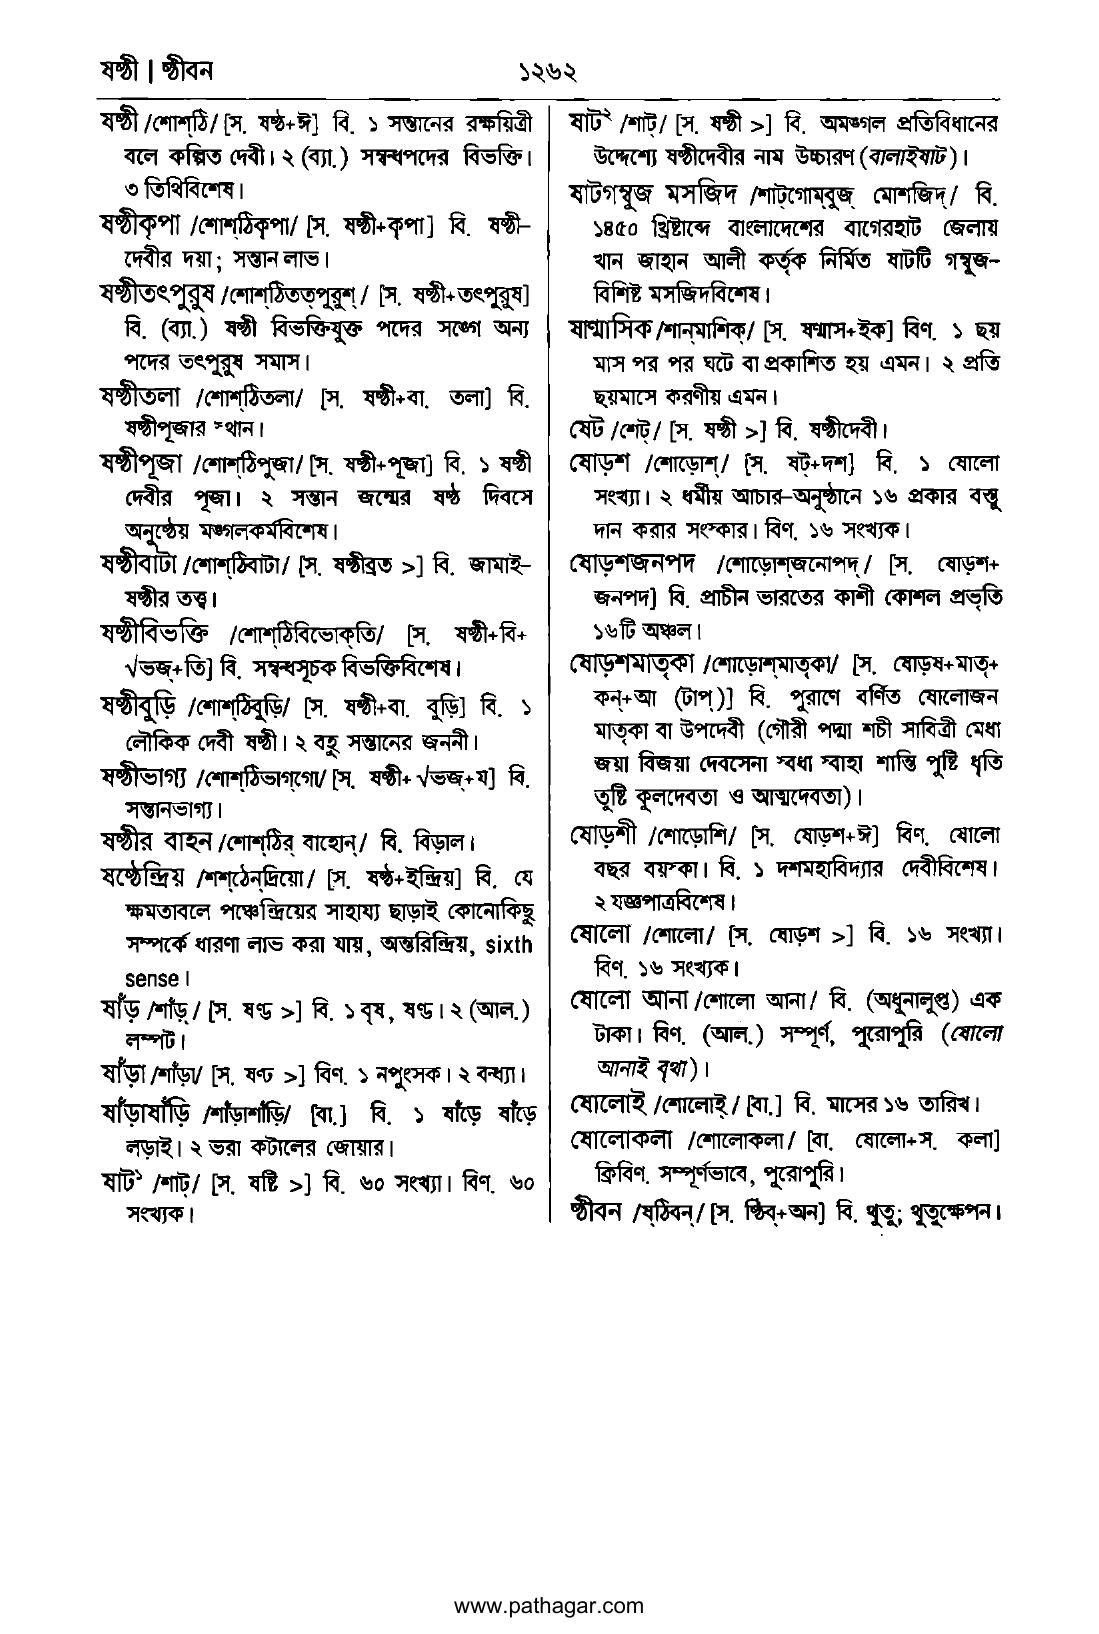 ষষ্ঠী | ষ্ঠীবন
১২৬২
ষষ্ঠী /শোশ্‌ঠি/ [স. ষষ্ঠ+ঈ] বি. ১ সন্তানের রক্ষয়িত্রী
বলে কল্পিত দেবী। ২ (ব্যা.) সম্বন্ধপদের বিভক্তি।
৩ তিথিবিশেষ।
ষষ্ঠীকৃপা /শোশ্‌ঠিকৃপা/ [স. ষষ্ঠী+কৃপা] বি. ষষ্ঠী–
দেবীর দয়া; সন্তান লাভ।
ষষ্ঠীতৎপুরুষ /শোশ্‌ঠিতত্‌পুরুশ্/ [স. ষষ্ঠী+তৎপুরুষ]
বি. (ব্যা.) ষষ্ঠী বিভক্তিযুক্ত পদের সঙ্গে অন্য
পদের তৎপুরুষ সমাস।
ষষ্ঠীতলা /শোশ্‌ঠিতলা/ [স. ষষ্ঠী+বা. তলা] বি.
ষষ্ঠীপূজার স্থান।
ষষ্ঠীপূজা /শোশ্‌ঠিপুজা/ [স. ষষ্ঠী+পূজা] বি. ১ ষষ্ঠী
দেবীর পূজা। ২ সন্তান জন্মের ষষ্ঠ দিবসে
অনুষ্ঠেয় মঙ্গলকর্মবিশেষ।
ষষ্ঠীবাটা /শোশ্‌ঠিবাটা/ [স. ষষ্ঠীব্রত >] বি. জামাই–
ষষ্ঠীর তত্ত্ব।
ষষ্ঠীবিভক্তি /শোশ্‌ঠিবিভোক্‌তি/ [স. ষষ্ঠী+বি+
√ভজ্+তি] বি. সম্বন্ধসূচক বিভক্তিবিশেষ।
ষষ্ঠীবুড়ি /শোশ্‌ঠিবুড়ি/ [স. ষষ্ঠী+বা. বুড়ি] বি. ১
লৌকিক দেবী ষষ্ঠী। ২ বহু সন্তানের জননী।
ষষ্ঠীভাগ্য /শোশ্‌ঠিভাগ্‌গো/ [স. ষষ্ঠী+ √ভজ্+য] বি.
সন্তানভাগ্য।
ষষ্ঠীর বাহন /শোশ্‌ঠির্ বাহোন্/ বি. বিড়াল।
ষষ্ঠেন্দ্রিয় /শশ্‌ঠেন্‌দ্রিয়ো/ [স. ষষ্ঠ+ইন্দ্রিয়] বি. যে
ক্ষমতাবলে পঞ্চেন্দ্রিয়ের সাহায্য ছাড়াই কোনোকিছু
সম্পর্কে ধারণা লাভ করা যায়, অন্তরিন্দ্রিয়, sixth
sense।
ষাঁড় /শাঁড়্/ [স. ষণ্ড >] বি. ১ বৃষ, ষণ্ড। ২ (আল.)
লম্পট।
ষাঁড়া /শাঁড়া/ [স. ষণ্ঢ >] বিণ. ১ নপুংসক। ২ বন্ধ্যা।
ষাঁড়াষাঁড়ি /শাঁড়াশাঁড়ি/ [বা.] বি. ১ ষাঁড়ে ষাঁড়ে
লড়াই। ২ ভরা কটালের জোয়ার।
ষাট১ /শাট্/ [স. ষষ্টি >] বি. ৬০ সংখ্যা। বিণ. ৬০
সংখ্যক।
ষাট২ /শাট্/ [স. ষষ্ঠী >] বি. অমঙ্গল প্রতিবিধানের
উদ্দেশ্যে ষষ্ঠীদেবীর নাম উচ্চারণ (বালাইষাট)।
ষাটগম্বুজ মসজিদ /শাট্‌গোম্‌বুজ্ মোশজিদ্/ বি.
১৪৫০ খ্রিষ্টাব্দে বাংলাদেশের বাগেরহাট জেলায়
খান জাহান আলী কর্তৃক নির্মিত ষাটটি গম্বুজ–
বিশিষ্ট মসজিদবিশেষ।
ষাণ্মাসিক /শান্‌মাশিক্/ [স. ষণ্মাস+ইক] বিণ. ১ ছয়
মাস পর পর ঘটে বা প্রকাশিত হয় এমন। ২ প্রতি
ছয়মাসে করণীয় এমন।
ষেট /শেট্/ [স. ষষ্ঠী >] বি. ষষ্ঠীদেবী।
ষোড়শ /শোড়োশ্/ [স. ষট্+দশ] বি. ১ ষোলো
সংখ্যা। ২ ধর্মীয় আচার–অনুষ্ঠানে ১৬ প্রকার বস্তু
দান করার সংস্কার। বিণ. ১৬ সংখ্যক।
ষোড়শজনপদ /শোড়োশ্‌জনোপদ্/ [স. ষোড়শ+
জনপদ] বি. প্রাচীন ভারতের কাশী কোশল প্রভৃতি
১৬টি অঞ্চল।
ষোড়শমাতৃকা /শোড়োশ্‌মাতৃকা/ [স. ষোড়ষ+মাতৃ+
কন্+আ (টাপ্)] বি. পুরাণে বর্ণিত ষোলোজন
মাতৃকা বা উপদেবী (গৌরী পদ্মা শচী সাবিত্রী মেধা
জয়া বিজয়া দেবসেনা স্বধা স্বাহা শান্তি পুষ্টি ধৃতি
তুষ্টি কুলদেবতা ও আত্মদেবতা)।
ষোড়শী /শোড়োশি/ [স. ষোড়শ+ঈ] বিণ. ষোলো
বছর বয়স্কা। বি. ১ দশমহাবিদ্যার দেবীবিশেষ।
২ যজ্ঞপাত্রবিশেষ।
ষোলো /শোলো/ [স. ষোড়শ >] বি. ১৬ সংখ্যা।
বিণ. ১৬ সংখ্যক।
ষোলো আনা /শোলো আনা/ বি. (অধুনালুপ্ত) এক
টাকা। বিণ. (আল.) সম্পূর্ণ, পুরোপুরি (ষোলো
আনাই বৃথা)।
ষোলোই /শোলোই্/ [বা.] বি. মাসের ১৬ তারিখ।
ষোলোকলা /শোলোকলা/ [বা. ষোলো+স. কলা]
ক্রিবিণ. সম্পূর্ণভাবে, পুরোপুরি।
ষ্ঠীবন /ষ্‌ঠিবন্/ [স. ষ্ঠিব্+অন] বি. থুতু; থুতুক্ষেপন।
www.pathagar.com